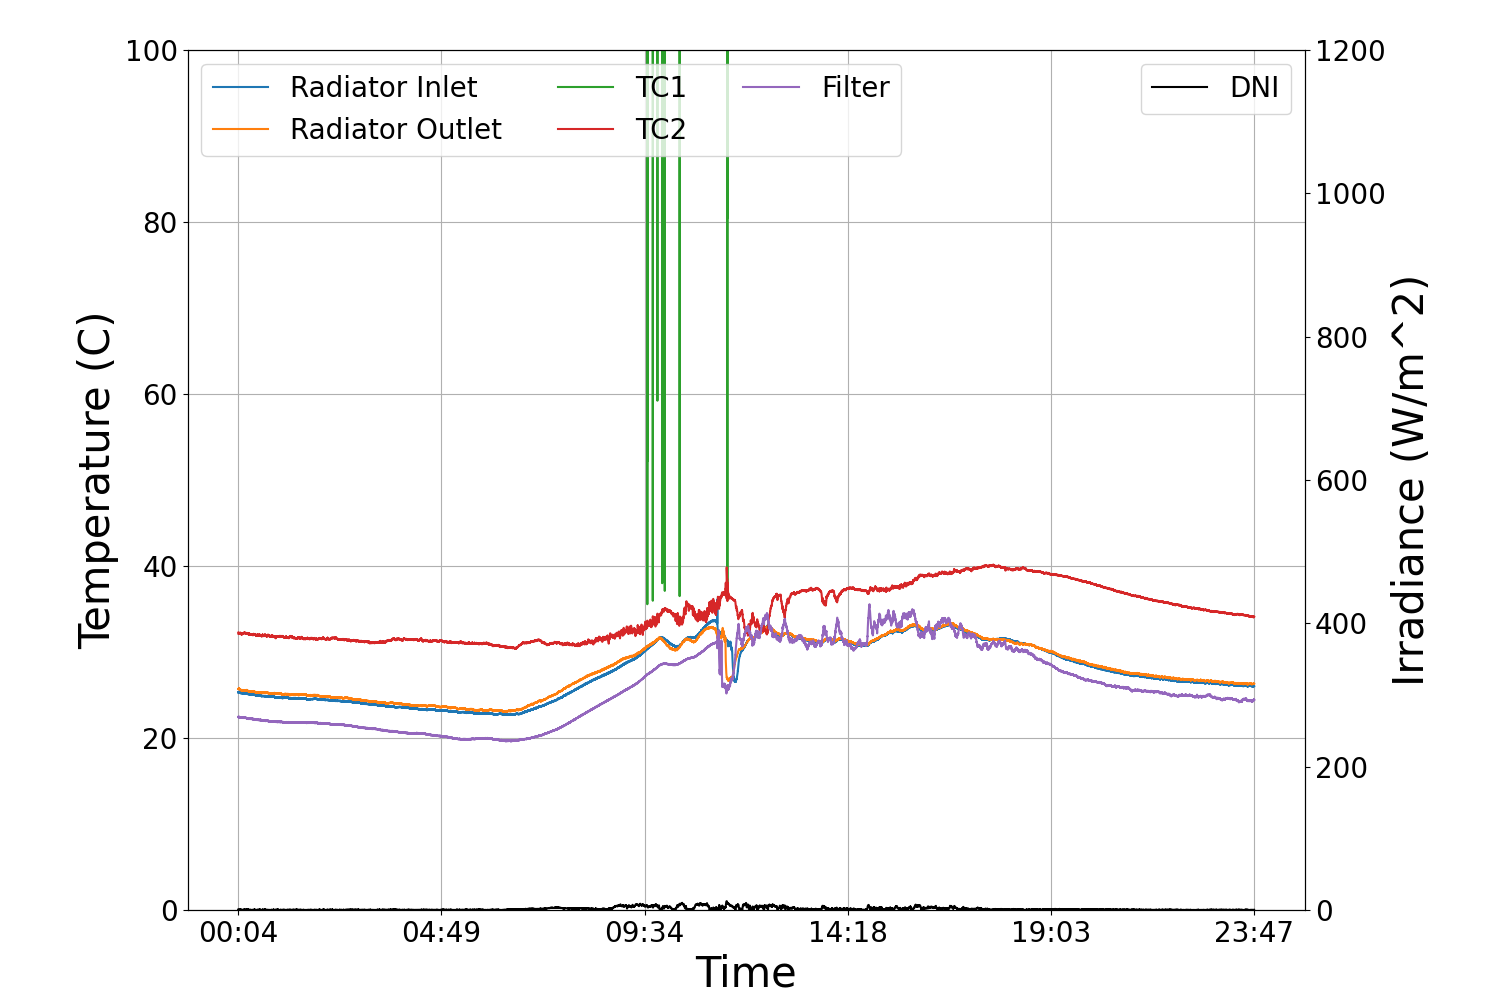 100
80
60
40
20
0
Temperature (C)
Radiator Inlet
Radiator Outlet
TC1
TC2
Filter
DNI
1200
1000
800
600
400
200
0
Irradiance (W/m^2)
00:04 04:49 09:34 14:18 19:03 23:47
Time